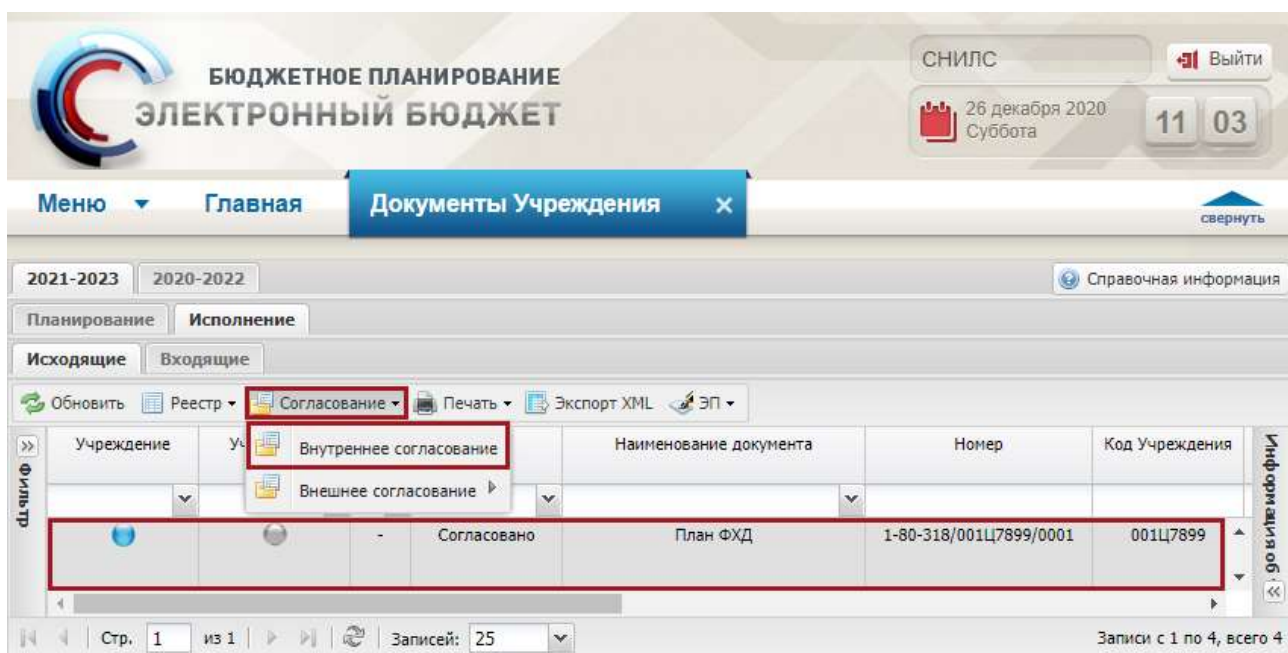 БЮДЖЕТНОЕ ПЛАНИРОВАНИЕ
ЭЛЕКТРОННЫЙ БЮДЖЕТ
СНИЛС
Выйти
26 декабря 2020
Суббота
11 03
Меню Главная Документы Учреждения
свернуть
2021-2023 2020-2022 Справочная информация
Планирование Исполнение
Исходящие Входящие
Обновить Реестр Согласование Печать Экспорт XML ЭП
Учреждение Наименование документа Номер Код Учреждения
Внутреннее согласование
Внешнее согласование
Фильтр
- Согласовано План ФХД 1-80-318/001Ц7899/0001 001Ц7899
Стр. 1 из 1 Записей: 25 Записи с 1 по 4, всего 4